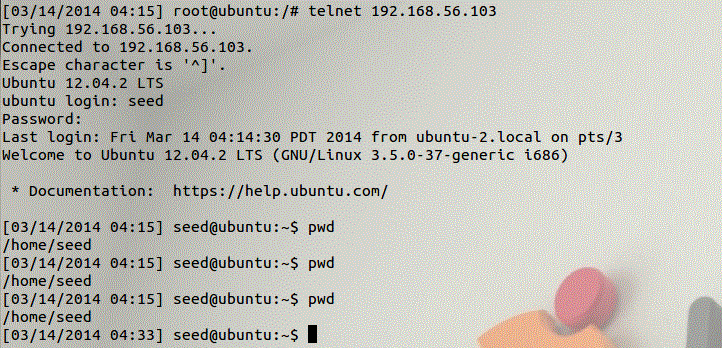 [03/14/2014 04:15] root@ubuntu:/# telnet 192.168.56.103
Trying 192.168.56.103...
Connected to 192.168.56.103.
Escape character is '^]'.
Ubuntu 12.04.2 LTS
ubuntu login: seed
Password:
Last login: Fri Mar 14 04:14:30 PDT 2014 from ubuntu-2.local on pts/3
Welcome to Ubuntu 12.04.2 LTS (GNU/Linux 3.5.0-37-generic i686)
* Documentation:  https://help.ubuntu.com/
[03/14/2014 04:15] seed@ubuntu:~$ pwd
/home/seed
[03/14/2014 04:15] seed@ubuntu:~$ pwd
/home/seed
[03/14/2014 04:15] seed@ubuntu:~$ pwd
/home/seed
[03/14/2014 04:33] seed@ubuntu:~$